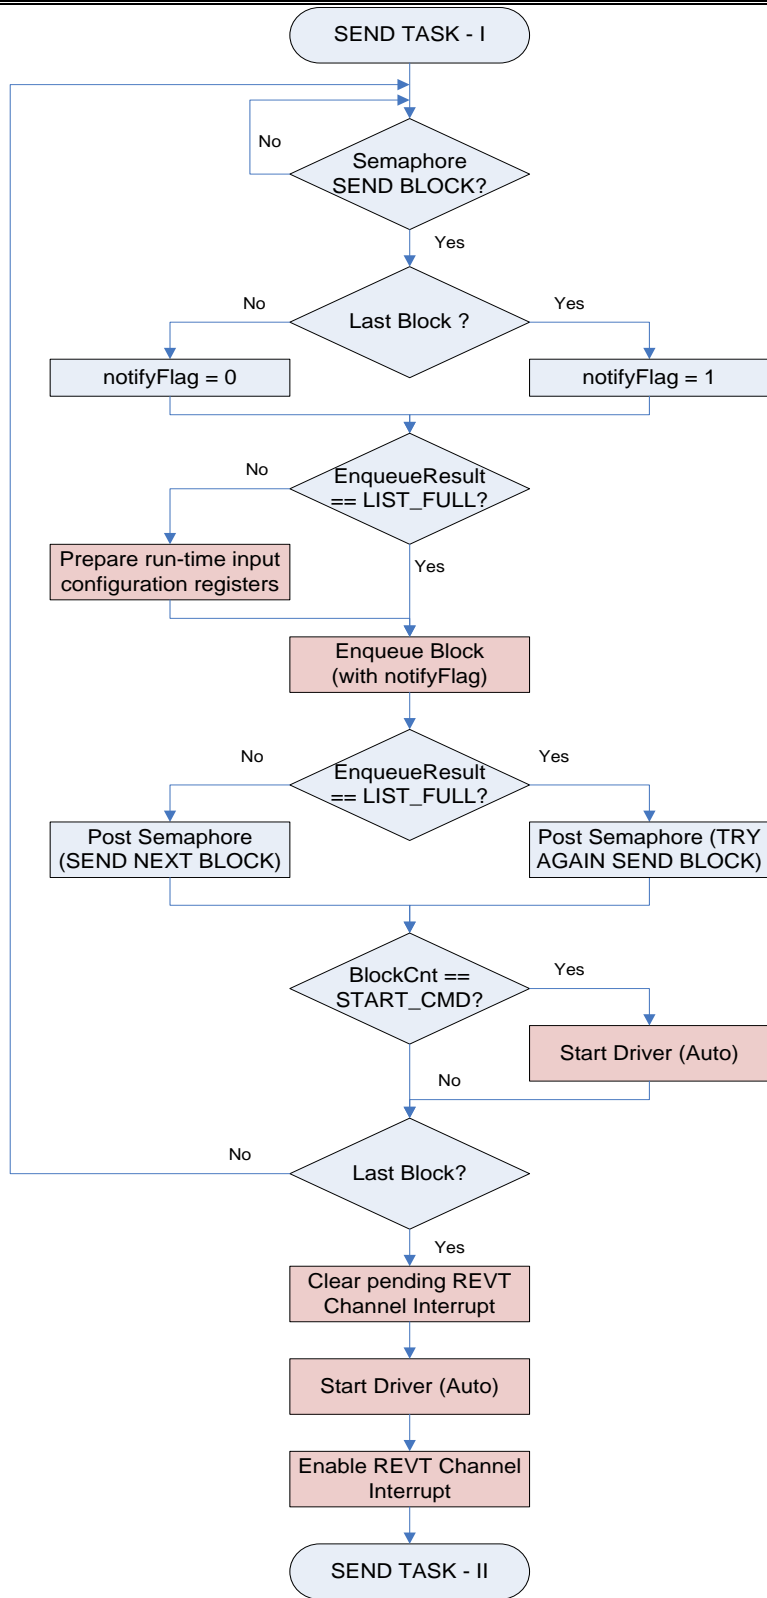 SEND TASK - I
No
Semaphore
SEND BLOCK?
Yes
No
Last Block ?
Yes
notifyFlag = 0
notifyFlag = 1
No
EnqueueResult
== LIST_FULL?
Prepare run-time input
configuration registers
Yes
Enqueue Block
(with notifyFlag)
No
EnqueueResult
== LIST_FULL?
Yes
Post Semaphore
(SEND NEXT BLOCK)
Post Semaphore (TRY
AGAIN SEND BLOCK)
BlockCnt ==
START_CMD?
Yes
Start Driver (Auto)
No
No
Last Block?
Yes
Clear pending REVT
Channel Interrupt
Start Driver (Auto)
Enable REVT Channel
Interrupt
SEND TASK - II